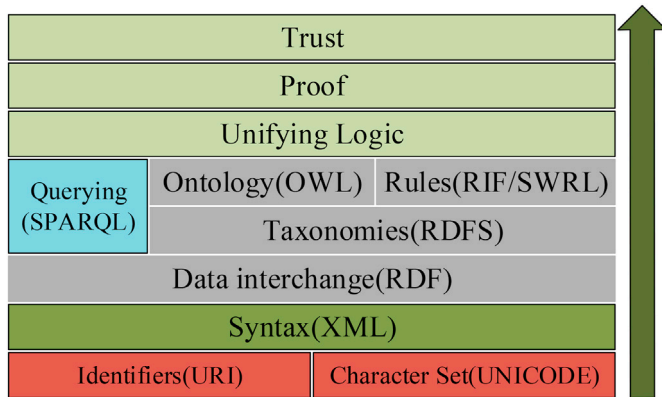 Trust
Proof
Unifying Logic
Querying
(SPARQL)
Ontology(OWL)
Rules(RIF/SWRL)
Taxonomies(RDFS)
Data interchange(RDF)
Syntax(XML)
Identifiers(URI)
Character Set(UNICODE)